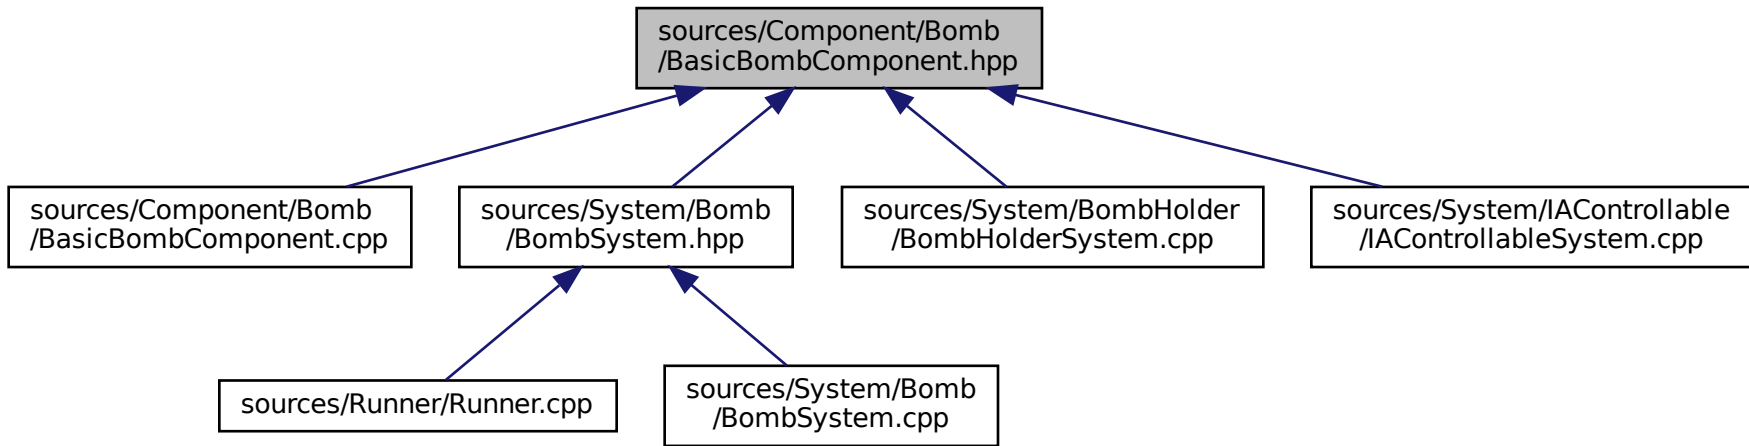 sources/Component/Bomb
/BasicBombComponent.hpp
sources/Component/Bomb
/BasicBombComponent.cpp
sources/System/Bomb
/BombSystem.hpp
sources/System/BombHolder
/BombHolderSystem.cpp
sources/System/IAControllable
/IAControllableSystem.cpp
sources/Runner/Runner.cpp
sources/System/Bomb
/BombSystem.cpp